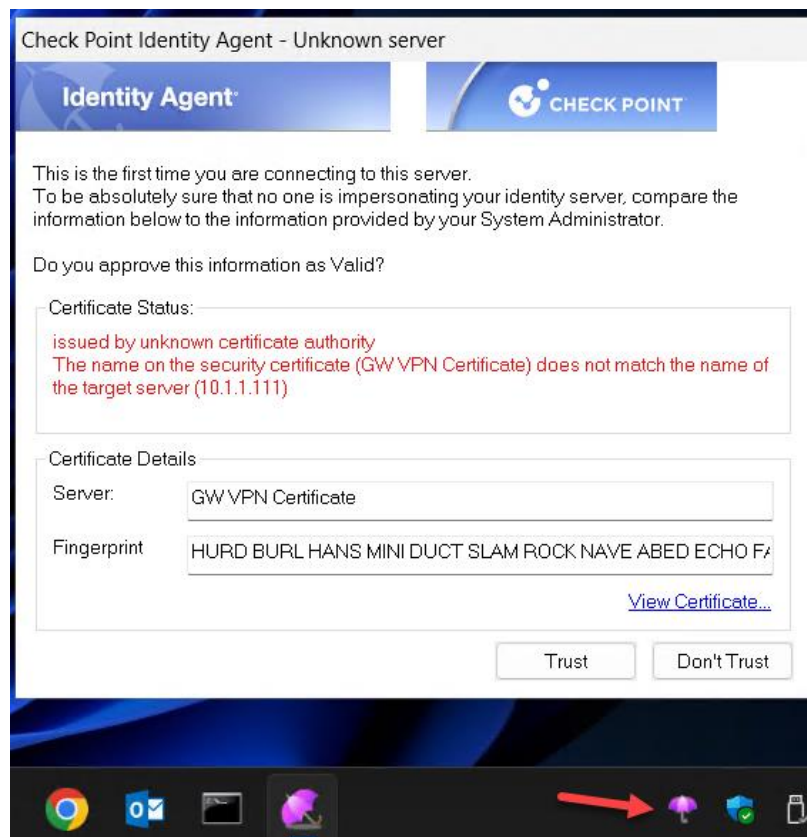 Check Point Identity Agent - Unknown server
Identity Agent
CHECK POINT
This is the first time you are connecting to this server.
To be absolutely sure that no one is impersonating your identity server, compare the
information below to the information provided by your System Administrator.
Do you approve this information as Valid?
Certificate Status:
issued by unknown certificate authority
The name on the security certificate (GW VPN Certificate) does not match the name of
the target server (10.1.1.111)
Certificate Details
Server:
GW VPN Certificate
Fingerprint
HURD BURL HANS MINI DUCT SLAM ROCK NAVE ABED ECHO
View Certificate...
Trust
Don't Trust